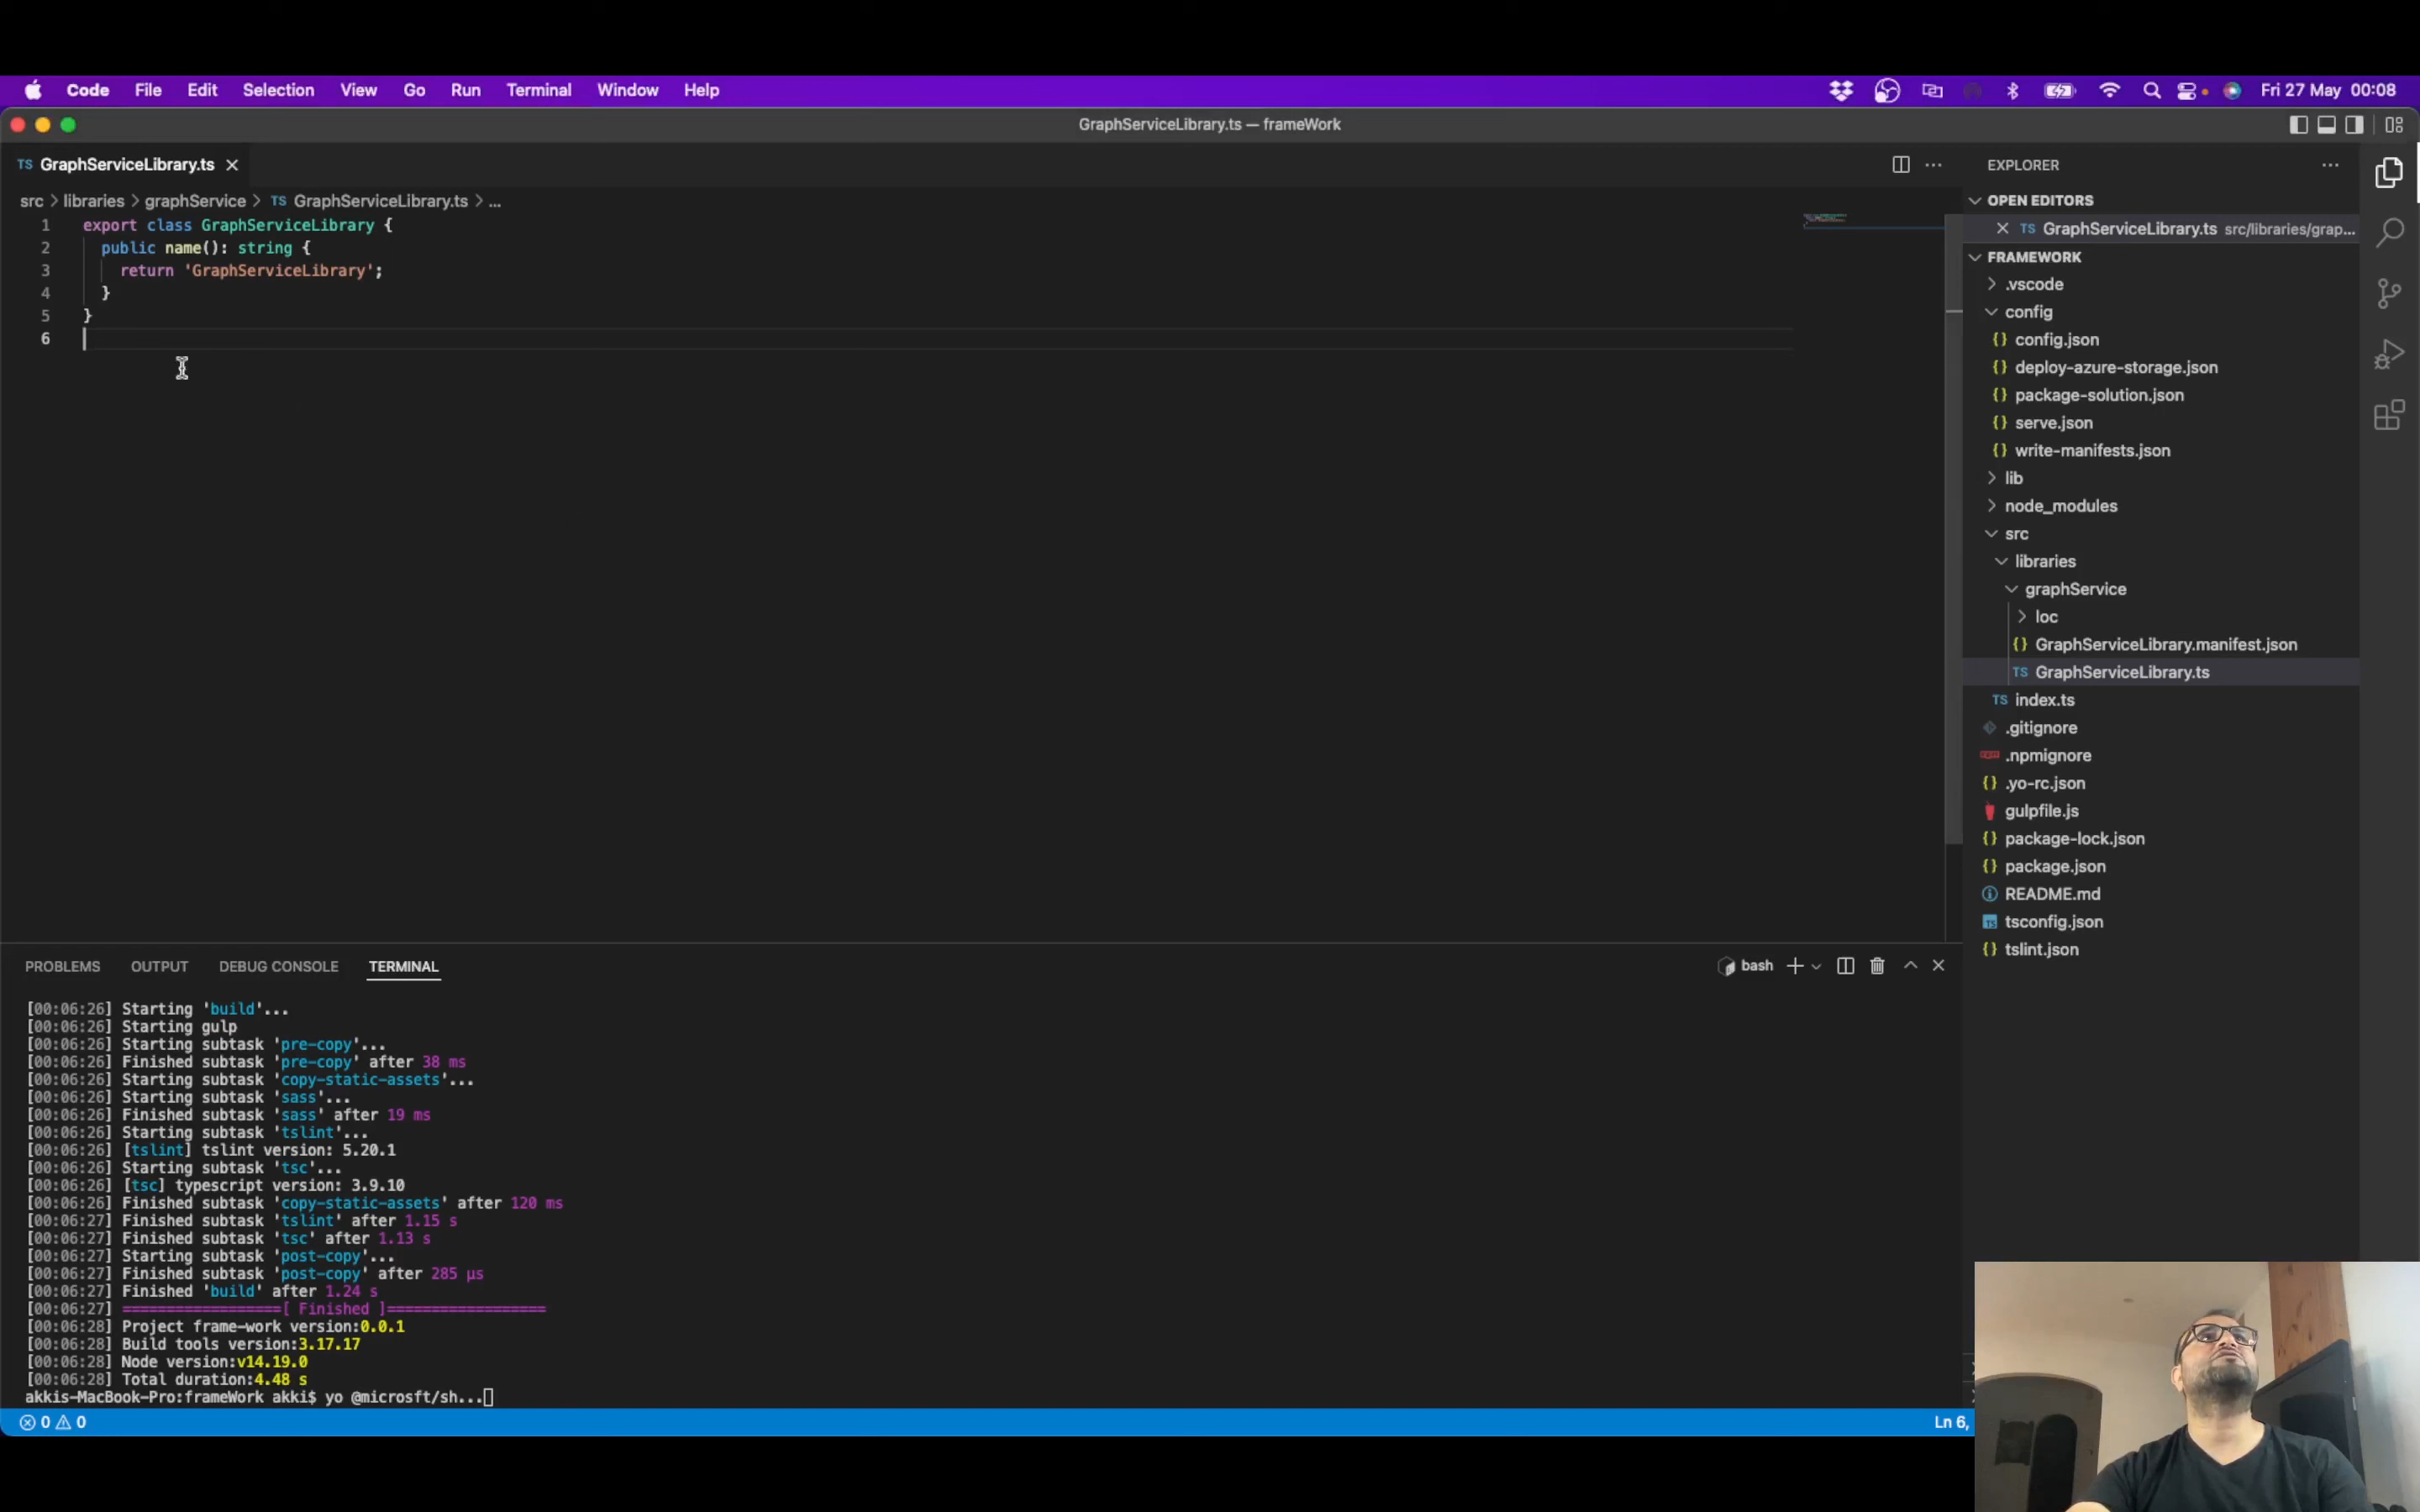 Code File Edit Selection View Go Run Terminal Window Help Fri 27 May 00:08
GraphServiceLibrary.ts — frameWork
TS GraphServiceLibrary.ts
src > libraries > graphService > TS GraphServiceLibrary.ts > ...
1 export class GraphServiceLibrary {
2 public name(): string {
3 return 'GraphServiceLibrary';
4 }
5 }
6
EXPLORER
OPEN EDITORS
TS GraphServiceLibrary.ts src/libraries/grap...
FRAMEWORK
.vscode
config
{} config.json
{} deploy-azure-storage.json
{} package-solution.json
{} serve.json
{} write-manifests.json
lib
node_modules
src
libraries
graphService
loc
{} GraphServiceLibrary.manifest.json
TS GraphServiceLibrary.ts
TS index.ts
.gitignore
.npmignore
{} .yo-rc.json
gulpfile.js
{} package-lock.json
{} package.json
README.md
TS tsconfig.json
{} tslint.json
PROBLEMS OUTPUT DEBUG CONSOLE TERMINAL
bash
[00:06:26] Starting 'build'...
[00:06:26] Starting gulp
[00:06:26] Starting subtask 'pre-copy'...
[00:06:26] Finished subtask 'pre-copy' after 38 ms
[00:06:26] Starting subtask 'copy-static-assets'...
[00:06:26] Starting subtask 'sass'...
[00:06:26] Finished subtask 'sass' after 19 ms
[00:06:26] Starting subtask 'tslint'...
[00:06:26] [tslint] tslint version: 5.20.1
[00:06:26] Starting subtask 'tsc'...
[00:06:26] [tsc] typescript version: 3.9.10
[00:06:26] Finished subtask 'copy-static-assets' after 120 ms
[00:06:27] Finished subtask 'tslint' after 1.15 s
[00:06:27] Finished subtask 'tsc' after 1.13 s
[00:06:27] Starting subtask 'post-copy'...
[00:06:27] Finished subtask 'post-copy' after 285 μs
[00:06:27] Finished 'build' after 1.24 s
[00:06:27] ==================[ Finished ]==================
[00:06:28] Project frame-work version:0.0.1
[00:06:28] Build tools version:3.17.17
[00:06:28] Node version:v14.19.0
[00:06:28] Total duration:4.48 s
akkis-MacBook-Pro:frameWork akki$ yo @microsft/sh...
0 0
Ln 6,